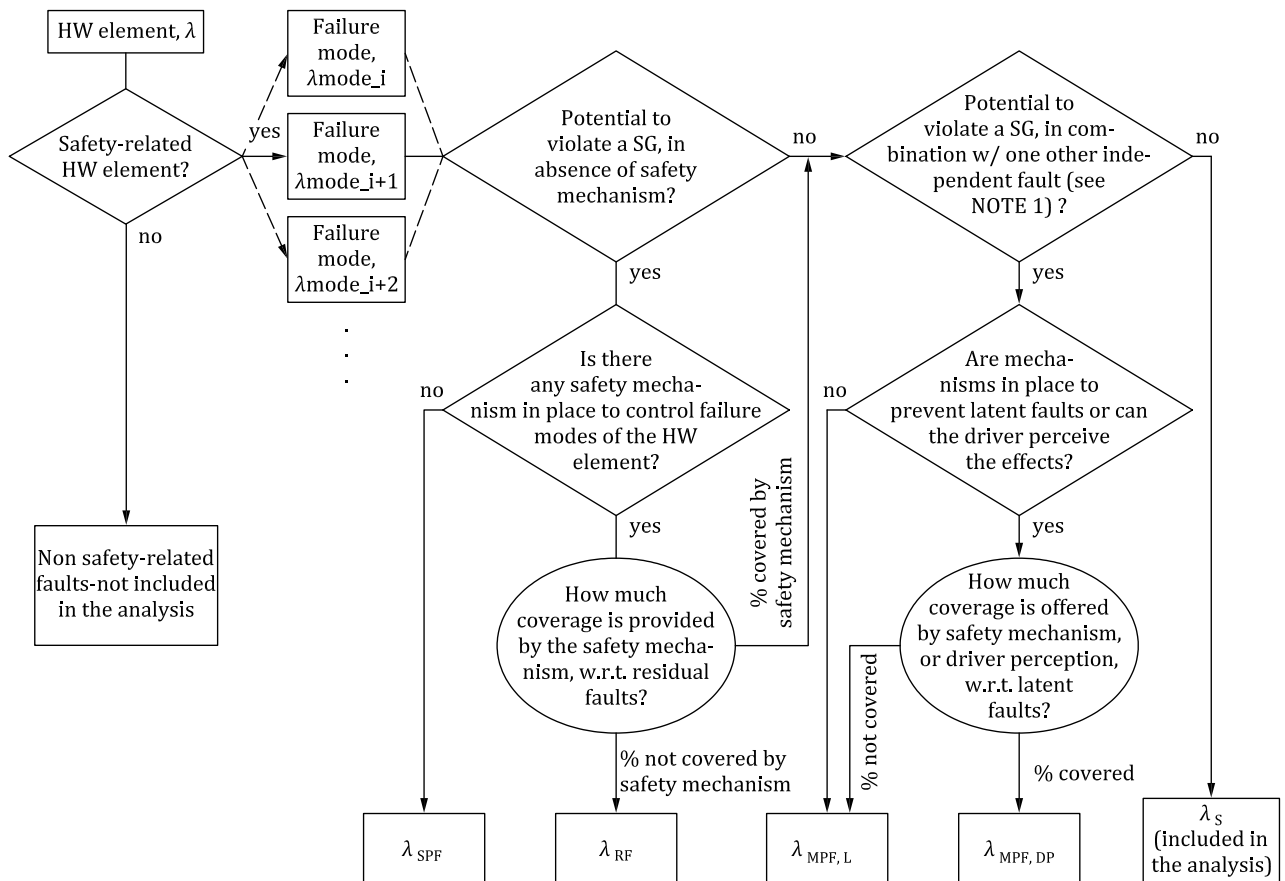 HW element, λ
Safety-related
HW element?
yes
no
Non safety-related
faults-not included
in the analysis
Failure
mode,
λmode_i
Failure
mode,
λmode_i+1
Failure
mode,
λmode_i+2
.
.
.
Potential to
violate a SG, in
absence of safety
mechanism?
no
yes
Is there
any safety mecha-
nism in place to control failure
modes of the HW
element?
no
yes
How much
coverage is provided
by the safety mecha-
nism, w.r.t. residual
faults?
% covered by
safety mechanism
% not covered by
safety mechanism
Potential to
violate a SG, in com-
bination w/ one other inde-
pendent fault (see
NOTE 1) ?
no
yes
Are mecha-
nisms in place to
prevent latent faults or can
the driver perceive
the effects?
no
yes
How much
coverage is offered
by safety mechanism,
or driver perception,
w.r.t. latent
faults?
% not covered
% covered
λ SPF
λ RF
λ MPF, L
λ MPF, DP
λ S
(included in
the analysis)